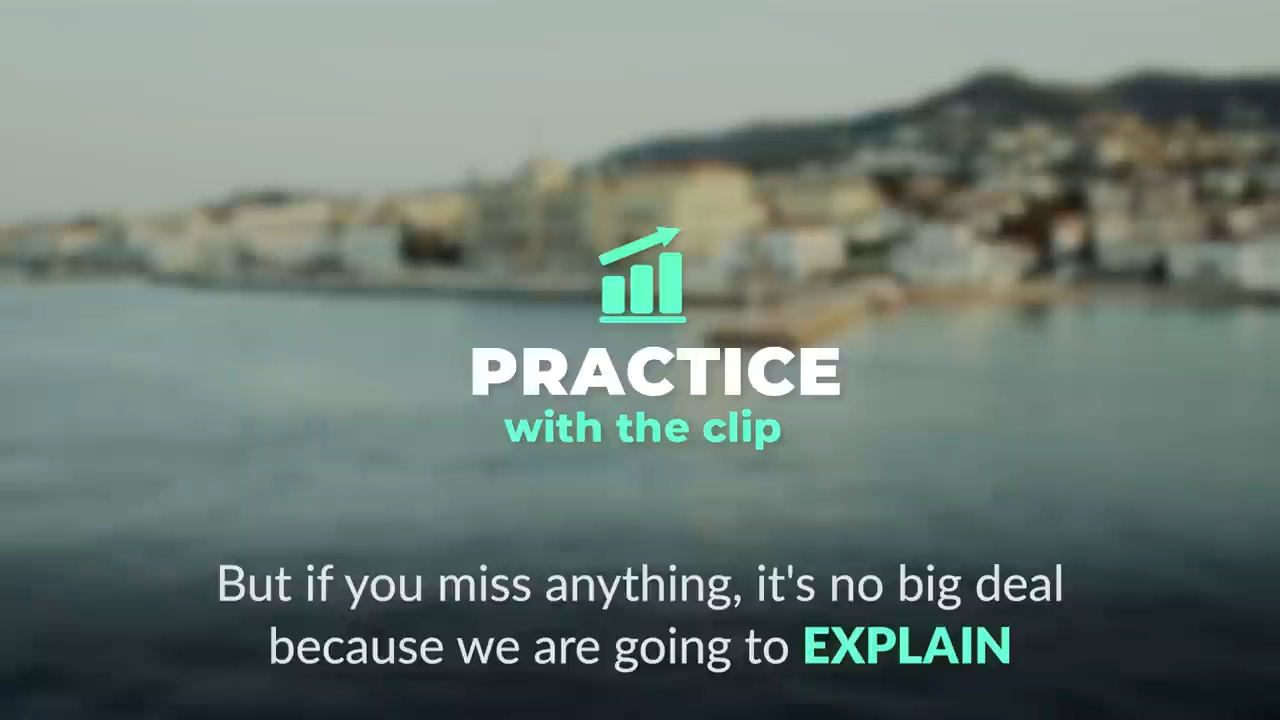 PRACTICE
with the clip
But if you miss anything, it's no big deal
because we are going to EXPLAIN